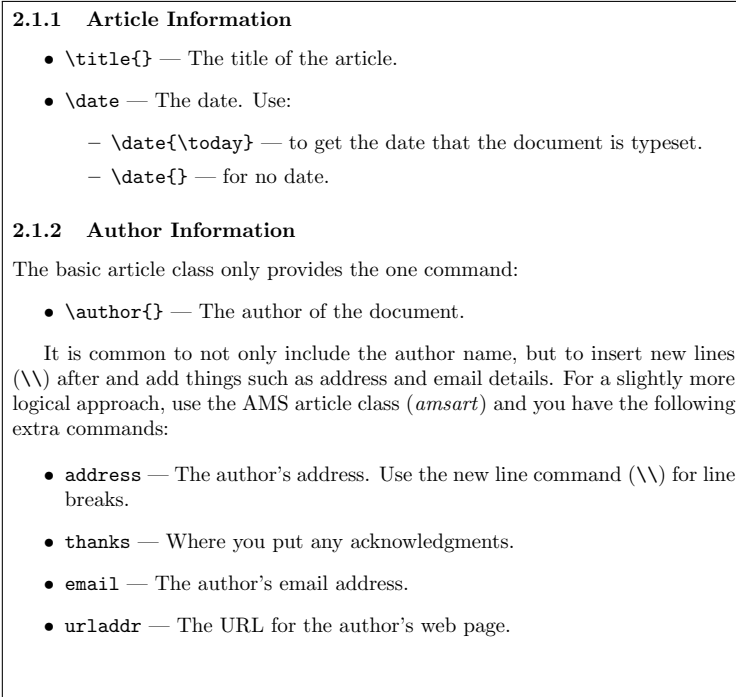 2.1.1 Article Information
• \title{} — The title of the article.
• \date — The date. Use:
– \date{\today} — to get the date that the document is typeset.
– \date{} — for no date.
2.1.2 Author Information
The basic article class only provides the one command:
• \author{} — The author of the document.
It is common to not only include the author name, but to insert new lines
(\\) after and add things such as address and email details. For a slightly more
logical approach, use the AMS article class (amsart) and you have the following
extra commands:
• address — The author's address. Use the new line command (\\) for line
breaks.
• thanks — Where you put any acknowledgments.
• email — The author's email address.
• urladdr — The URL for the author's web page.